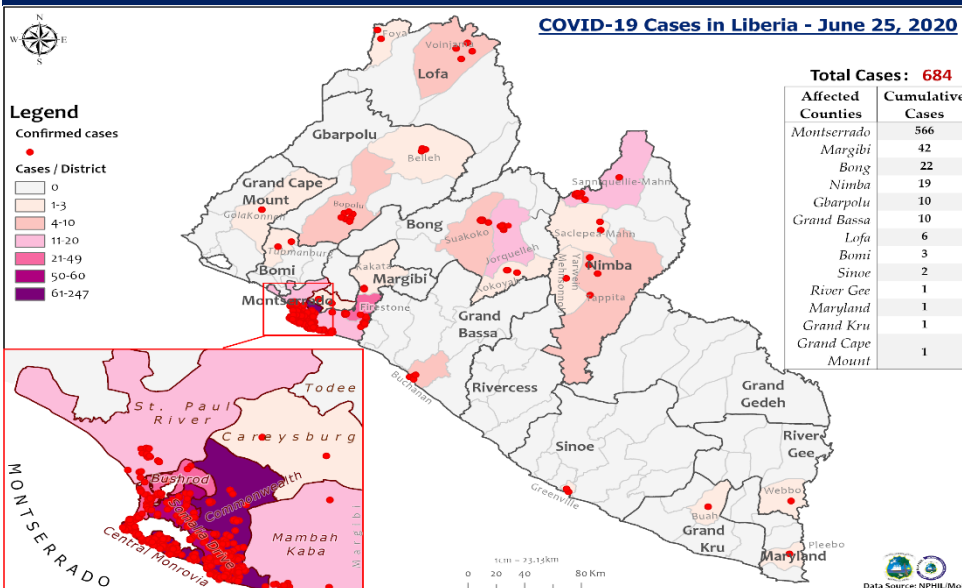 COVID-19 Cases in Liberia - June 25, 2020
N
W
E
S
Legend
Confirmed cases
Cases / District
0
1-3
4-10
11-20
21-49
50-60
61-247
Total Cases: 684
Affected Counties Cumulative Cases
Montserrado 566
Margibi 42
Bong 22
Nimba 19
Gbarpolu 10
Grand Bassa 10
Lofa 6
Bomi 3
Sinoe 2
River Gee 1
Maryland 1
Grand Kru 1
Grand Cape Mount 1
Foya
Voinjama
Lofa
Gbarpolu
Belleh
Grand Cape
Mount
GolaKonneh
Bopolu
Bong
Sanniquellie-Mahn
Suakoko
Saclepea-Mahn
Tubmanburg
Jorquelleh
Bomi
Kakata
Margibi
Kokoyah
Yarwein
Mehnsonnoh
Nimba
Yappita
Montserrado
Firestone
Grand
Bassa
Buchanan
Rivercess
Grand
Gedeh
Sinoe
River
Gee
Greenville
Webbo
Buah
Grand
Kru
Pleebo
Maryland
Todee
St. Paul
River
Careysburg
Bushrod
Commonwealth
Somalia Drive
Central Monrovia
Mambah
Kaba
Margibi
MONTSERRADO
0 20 40 80 Km